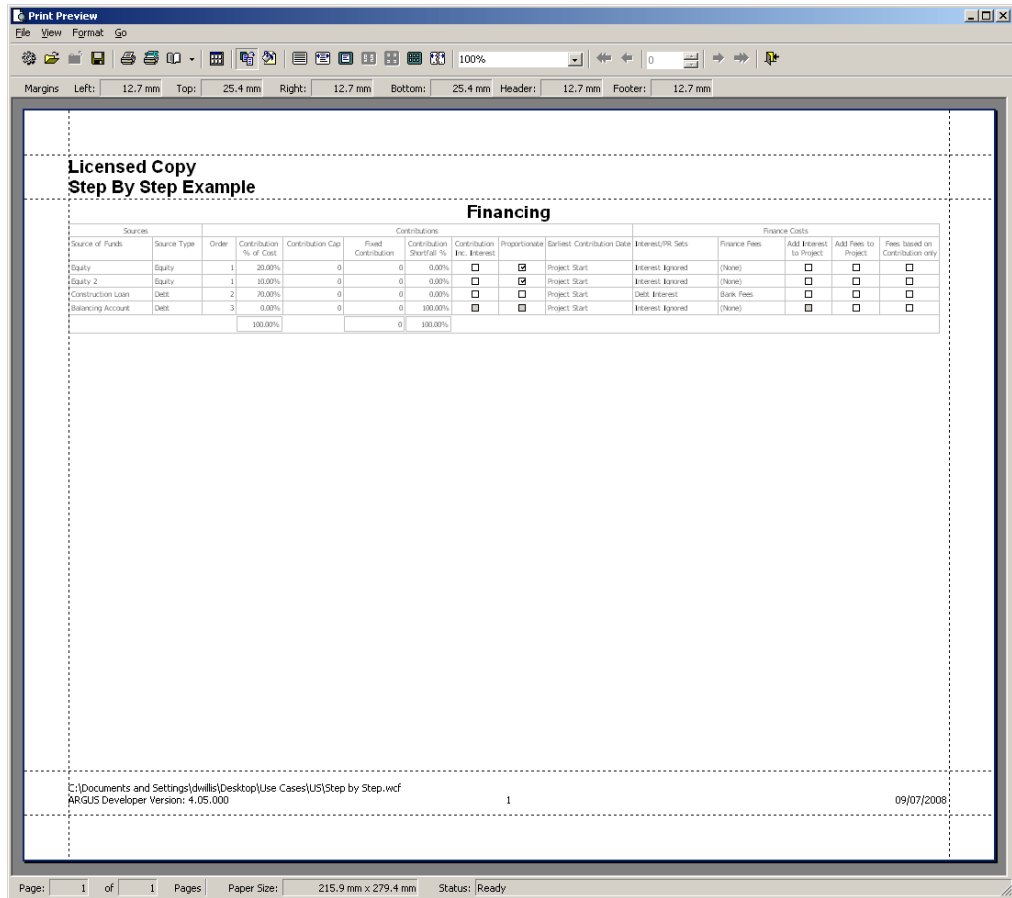 Print Preview
File View Format Go
100% 0
Margins Left: 12.7 mm Top: 25.4 mm Right: 12.7 mm Bottom: 25.4 mm Header: 12.7 mm Footer: 12.7 mm
Licensed Copy
Step By Step Example
Financing
Sources Contributions Finance Costs
Source of Funds Source Type Order Contribution % of Cost Contribution Cap Fixed Contribution Contribution Shortfall % Contribution Inc. Interest Proportionate Earliest Contribution Date Interest/PR Sets Finance Fees Add Interest to Project Add Fees to Project Fees based on Contribution only
Equity Equity 1 20.00% 0 0 0.00% Project Start Interest Ignored (None)
Equity 2 Equity 1 10.00% 0 0 0.00% Project Start Interest Ignored (None)
Construction Loan Debt 2 70.00% 0 0 0.00% Project Start Debt Interest Bank Fees
Balancing Account Debt 3 0.00% 0 0 100.00% Project Start Interest Ignored (None)
100.00% 0 100.00%
C:\Documents and Settings\dwillis\Desktop\Use Cases\US\Step by Step.wcf
ARGUS Developer Version: 4.05.000 1 09/07/2008
Page: 1 of 1 Pages Paper Size: 215.9 mm x 279.4 mm Status: Ready